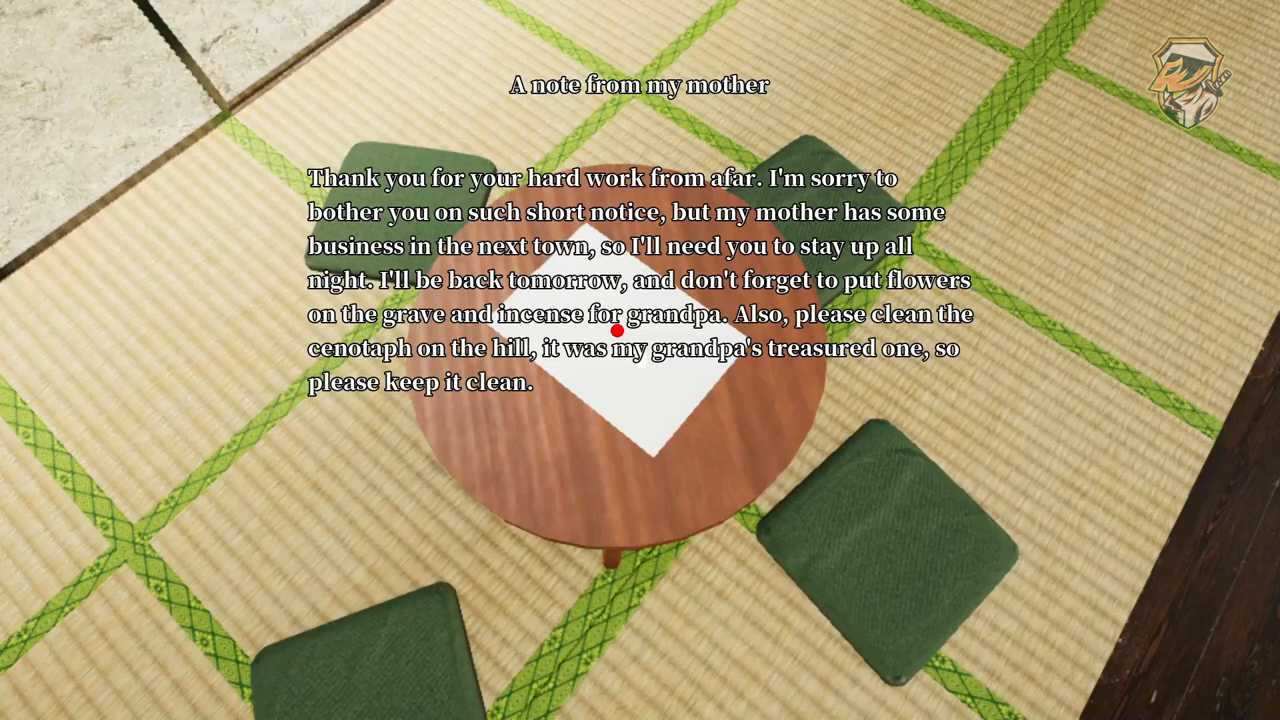 A note from my mother
Thank you for your hard work from afar. I'm sorry to
bother you on such short notice, but my mother has some
business in the next town, so I'll need you to stay up all
night. I'll be back tomorrow, and don't forget to put flowers
on the grave and incense for grandpa. Also, please clean the
cenotaph on the hill, it was my grandpa's treasured one, so
please keep it clean.